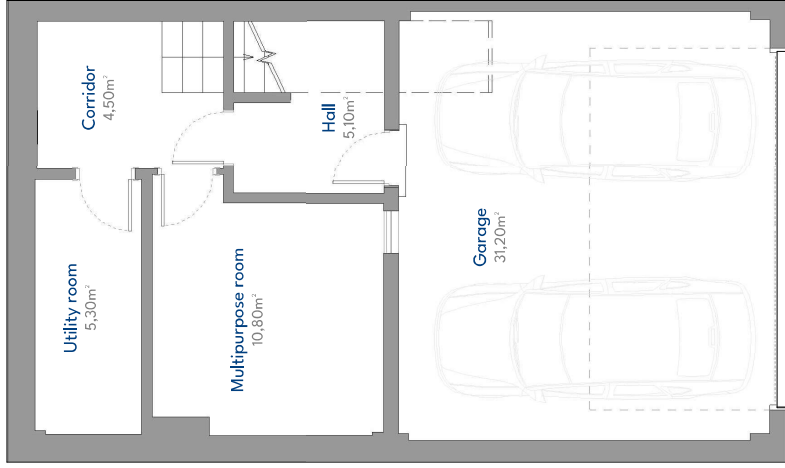 Corridor
4,50m²
Hall
5,10m²
Garage
31,20m²
Utility room
5,30m²
Multipurpose room
10,80m²